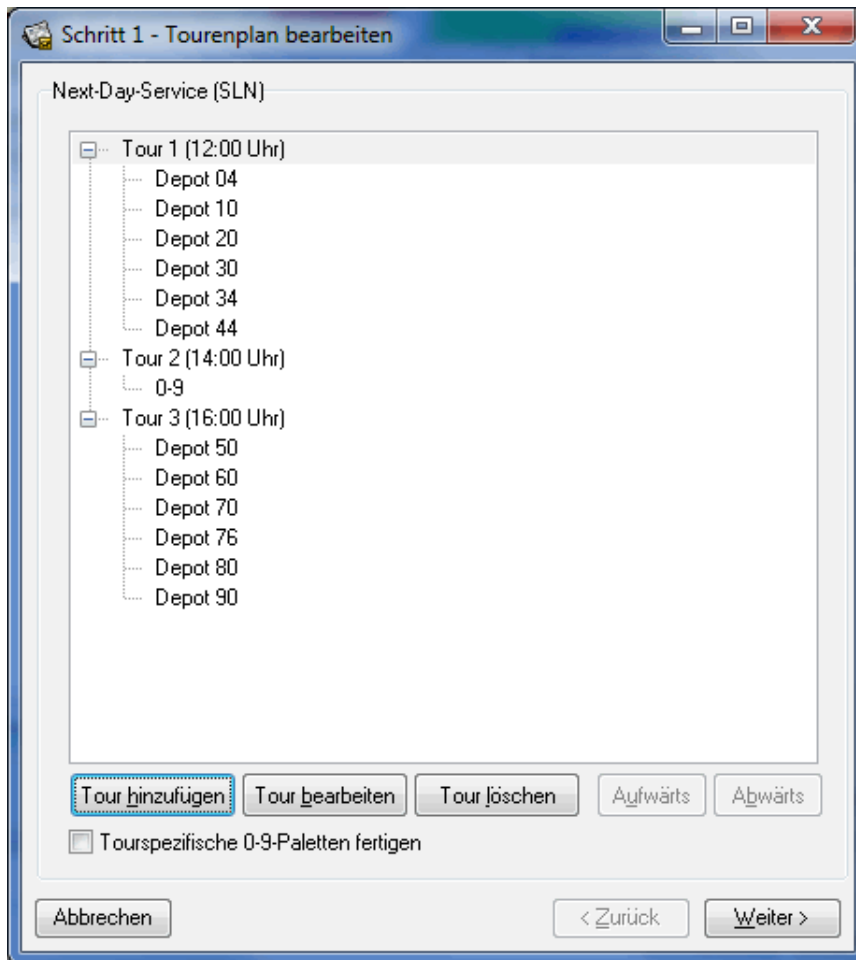 Schritt 1 - Tourenplan bearbeiten
Next-Day-Service (SLN)
Tour 1 (12:00 Uhr)
Depot 04
Depot 10
Depot 20
Depot 30
Depot 34
Depot 44
Tour 2 (14:00 Uhr)
0-9
Tour 3 (16:00 Uhr)
Depot 50
Depot 60
Depot 70
Depot 76
Depot 80
Depot 90
Tour hinzufügen Tour bearbeiten Tour löschen Aufwärts Abwärts
Tourspezifische 0-9-Paletten fertigen
Abbrechen < Zurück Weiter >